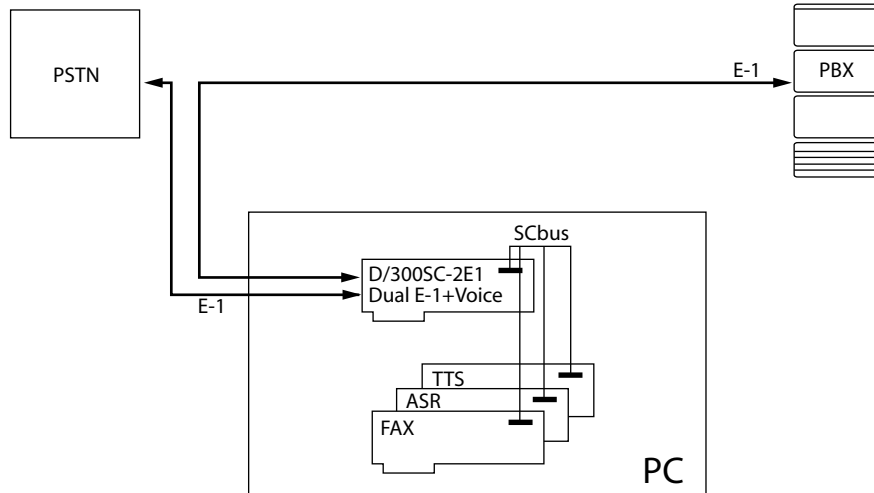 PSTN
E-1
PBX
SCbus
D/300SC-2E1
Dual E-1+Voice
E-1
TTS
ASR
FAX
PC